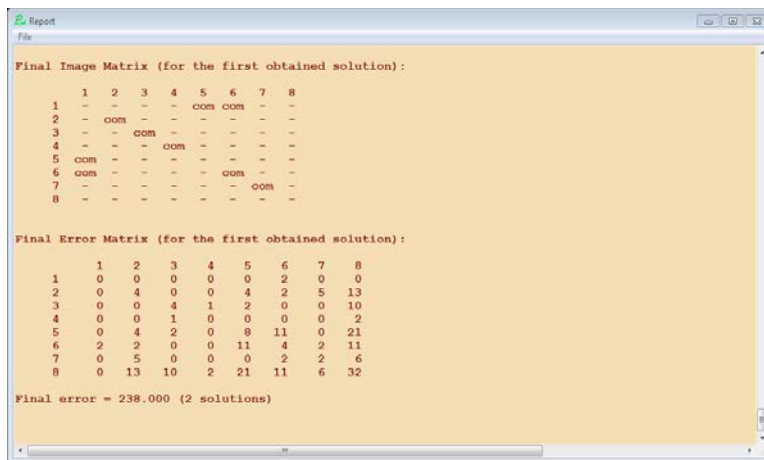 Report
File
Final Image Matrix (for the first obtained solution):
1 2 3 4 5 6 7 8
1 - - - - com com - -
2 - com - - - - - -
3 - - com - - - - -
4 - - - com - - - -
5 com - - - - - - -
6 com - - - - com - -
7 - - - - - - com -
8 - - - - - - - -
Final Error Matrix (for the first obtained solution):
1 2 3 4 5 6 7 8
1 0 0 0 0 0 2 0 0
2 0 4 0 0 4 2 5 13
3 0 0 4 1 2 0 0 10
4 0 0 1 0 0 0 0 2
5 0 4 2 0 8 11 0 21
6 2 2 0 0 11 4 2 11
7 0 5 0 0 0 2 2 6
8 0 13 10 2 21 11 6 32
Final error = 238.000 (2 solutions)